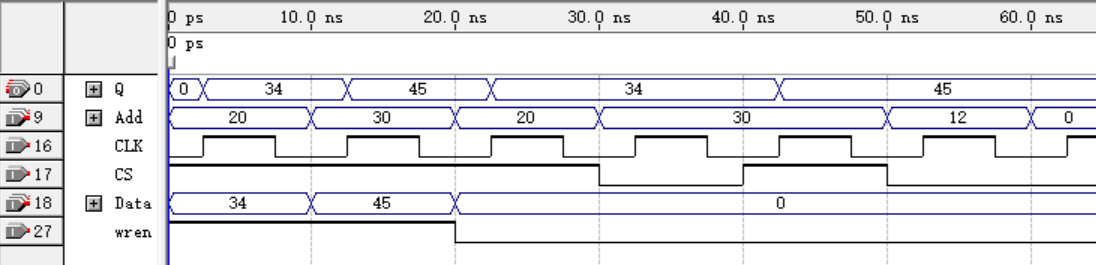 0 ps 10.0 ns 20.0 ns 30.0 ns 40.0 ns 50.0 ns 60.0 ns
0 ps
0 Q 0 34 45 34 45
9 Add 20 30 20 30 12 0
16 CLK
17 CS
18 Data 34 45 0
27 wren